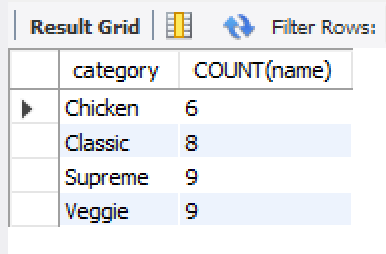 Result Grid Filter Rows:
category COUNT(name)
Chicken 6
Classic 8
Supreme 9
Veggie 9